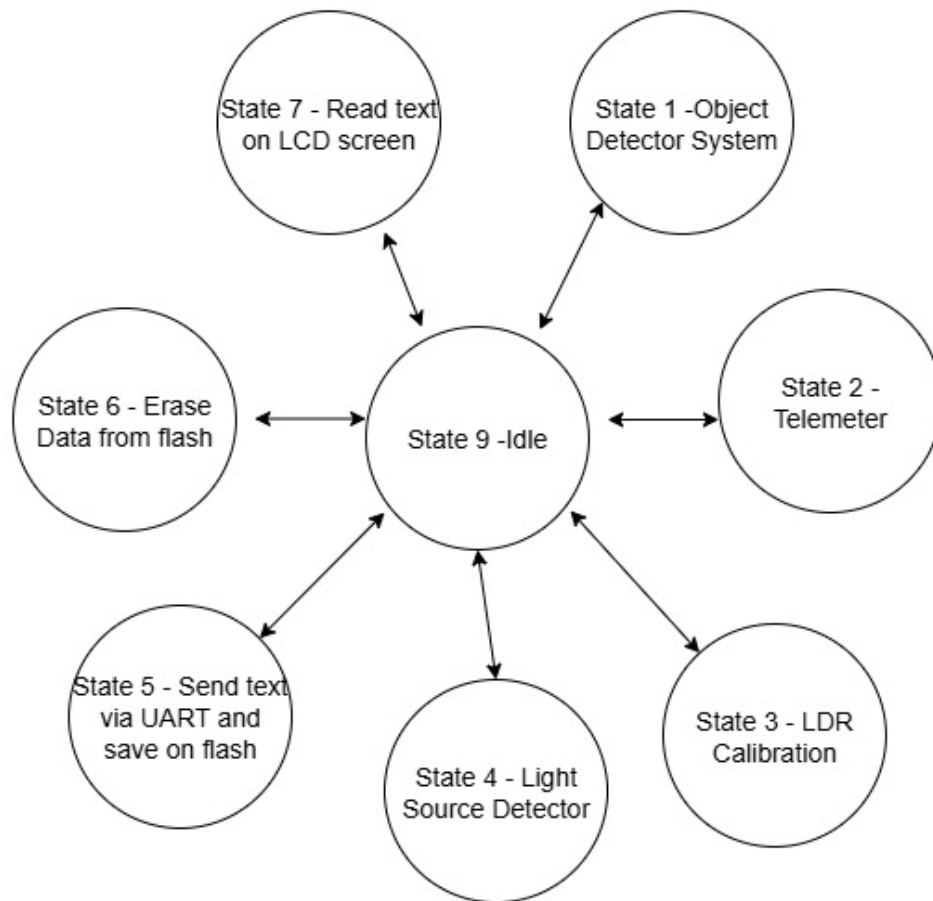 State 7 - Read text
on LCD screen
State 1 -Object
Detector System
State 6 - Erase
Data from flash
State 9 -Idle
State 2 -
Telemeter
State 5 - Send text
via UART and
save on flash
State 4 - Light
Source Detector
State 3 - LDR
Calibration